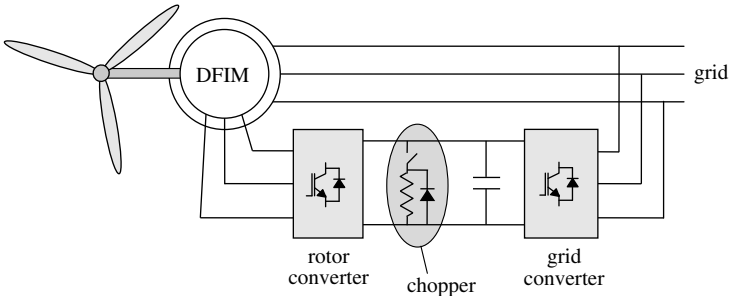 DFIM
grid
rotor
converter
chopper
grid
converter